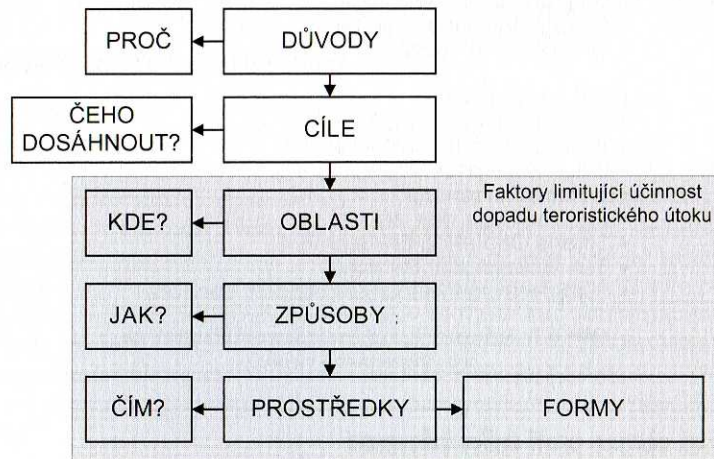 PROČ
DŮVODY
ČEHO
DOSÁHNOUT?
CÍLE
Faktory limitující účinnost
dopadu teroristického útoku
KDE?
OBLASTI
JAK?
ZPŮSOBY
ČÍM?
PROSTŘEDKY
FORMY